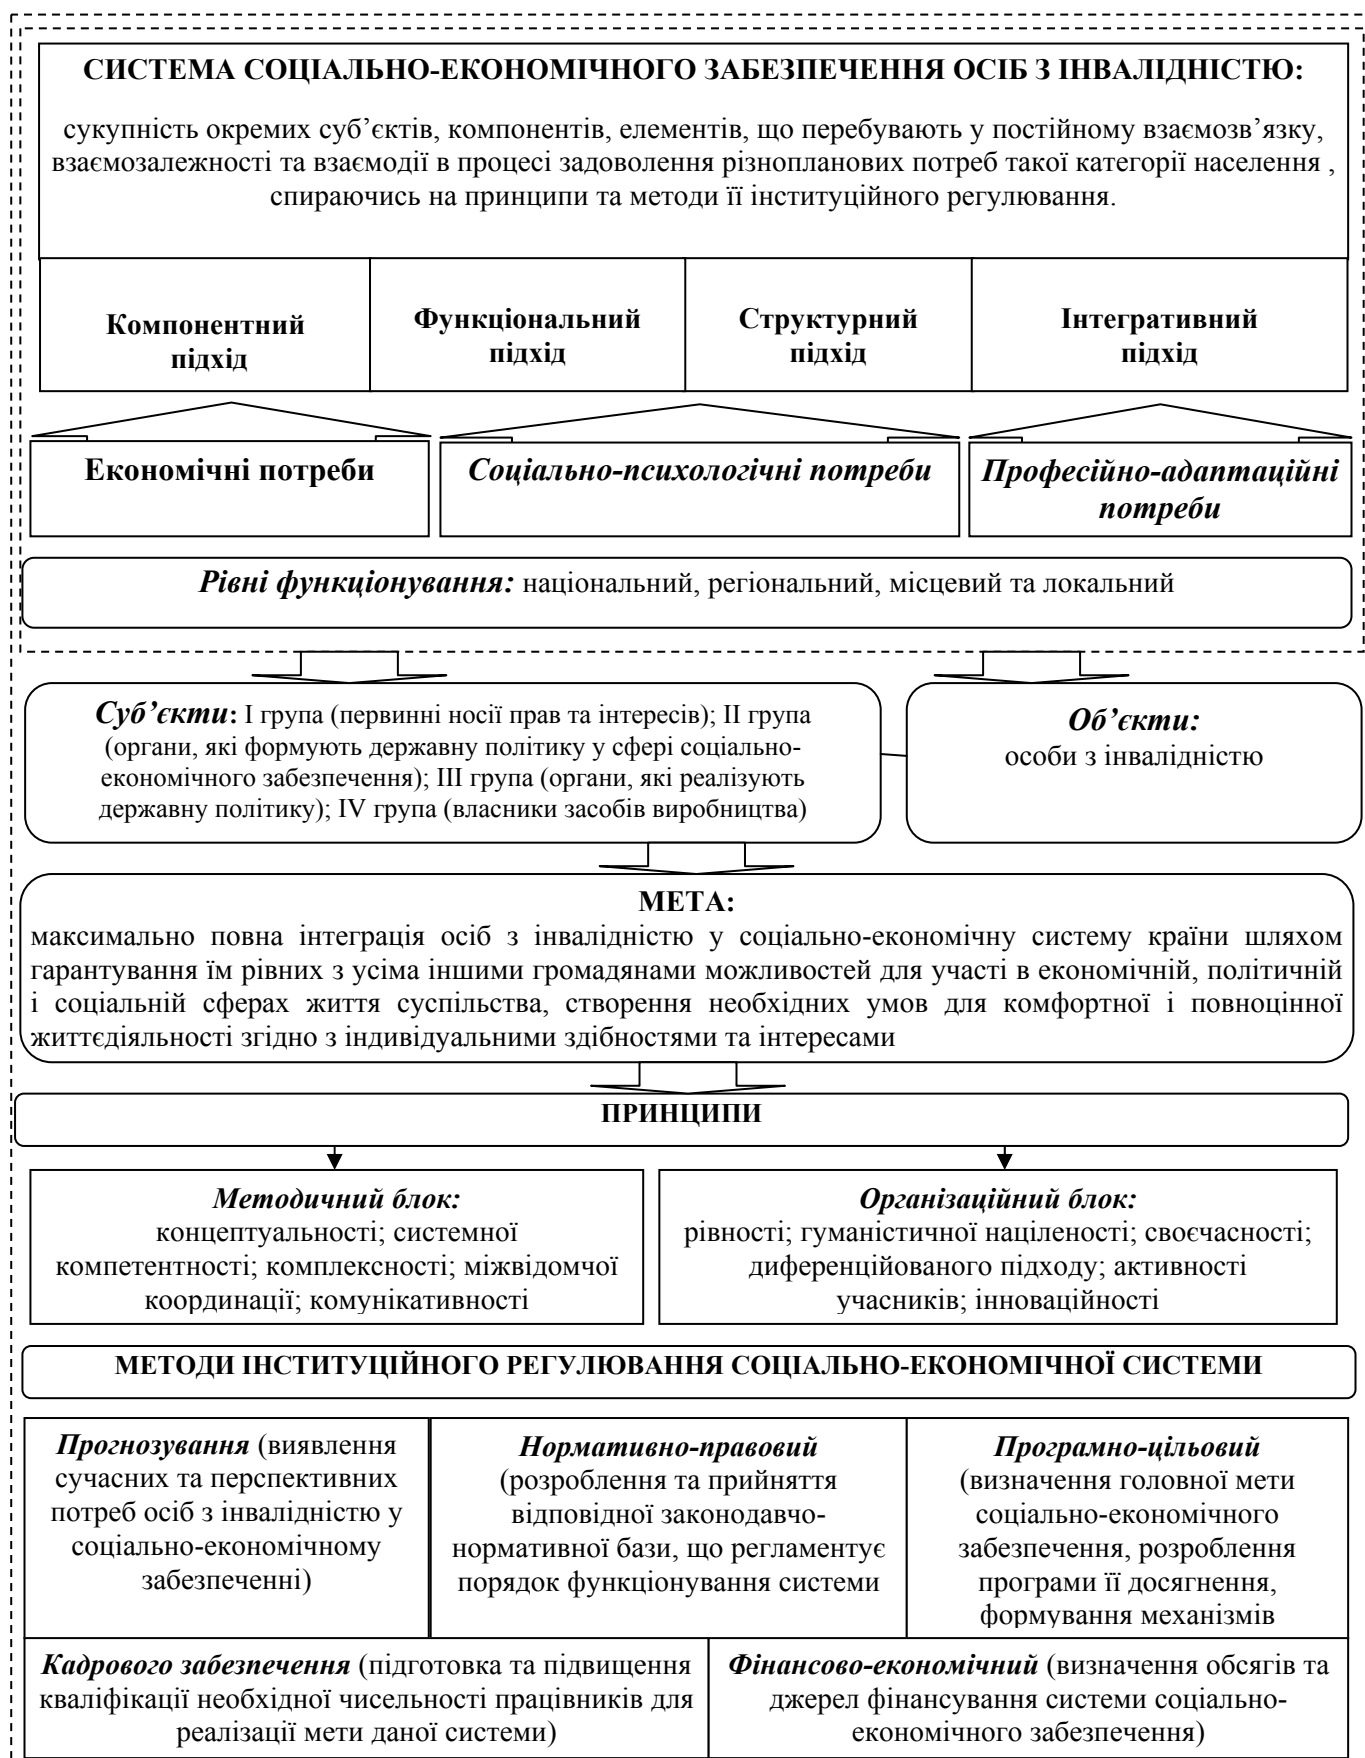 СИСТЕМА СОЦІАЛЬНО-ЕКОНОМІЧНОГО ЗАБЕЗПЕЧЕННЯ ОСІБ З ІНВАЛІДНІСТЮ:
сукупність окремих суб’єктів, компонентів, елементів, що перебувають у постійному взаємозв’язку,
взаємозалежності та взаємодії в процесі задоволення різнопланових потреб такої категорії населення ,
спираючись на принципи та методи її інституційного регулювання.
Компонентний
підхід
Функціональний
підхід
Структурний
підхід
Інтегративний
підхід
Економічні потреби
Соціально-психологічні потреби
Професійно-адаптаційні
потреби
Рівні функціонування: національний, регіональний, місцевий та локальний
Суб’єкти: І група (первинні носії прав та інтересів); ІІ група
(органи, які формують державну політику у сфері соціально-
економічного забезпечення); ІІІ група (органи, які реалізують
державну політику); IV група (власники засобів виробництва)
Об’єкти:
особи з інвалідністю
МЕТА:
максимально повна інтеграція осіб з інвалідністю у соціально-економічну систему країни шляхом
гарантування їм рівних з усіма іншими громадянами можливостей для участі в економічній, політичній
і соціальній сферах життя суспільства, створення необхідних умов для комфортної і повноцінної
життєдіяльності згідно з індивідуальними здібностями та інтересами
ПРИНЦИПИ
Методичний блок:
концептуальності; системної
компетентності; комплексності; міжвідомчої
координації; комунікативності
Організаційний блок:
рівності; гуманістичної націленості; своєчасності;
диференційованого підходу; активності
учасників; інноваційності
МЕТОДИ ІНСТИТУЦІЙНОГО РЕГУЛЮВАННЯ СОЦІАЛЬНО-ЕКОНОМІЧНОЇ СИСТЕМИ
Прогнозування (виявлення
сучасних та перспективних
потреб осіб з інвалідністю у
соціально-економічному
забезпеченні)
Нормативно-правовий
(розроблення та прийняття
відповідної законодавчо-
нормативної бази, що регламентує
порядок функціонування системи
Програмно-цільовий
(визначення головної мети
соціально-економічного
забезпечення, розроблення
програми її досягнення,
формування механізмів
Кадрового забезпечення (підготовка та підвищення
кваліфікації необхідної чисельності працівників для
реалізації мети даної системи)
Фінансово-економічний (визначення обсягів та
джерел фінансування системи соціально-
економічного забезпечення)